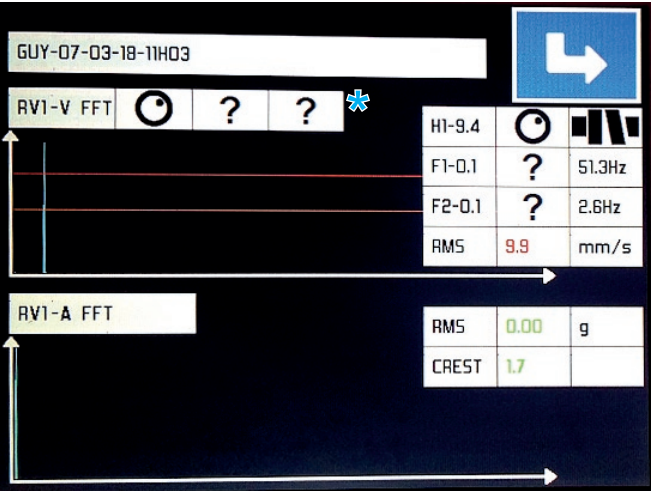 GUY-07-03-18-11H03
RV1-V FFT ? ? *
H1-9.4
F1-0.1 ? 51.3Hz
F2-0.1 ? 2.6Hz
RMS 9.9 mm/s
RV1-A FFT
RMS 0.00 g
CREST 1.7